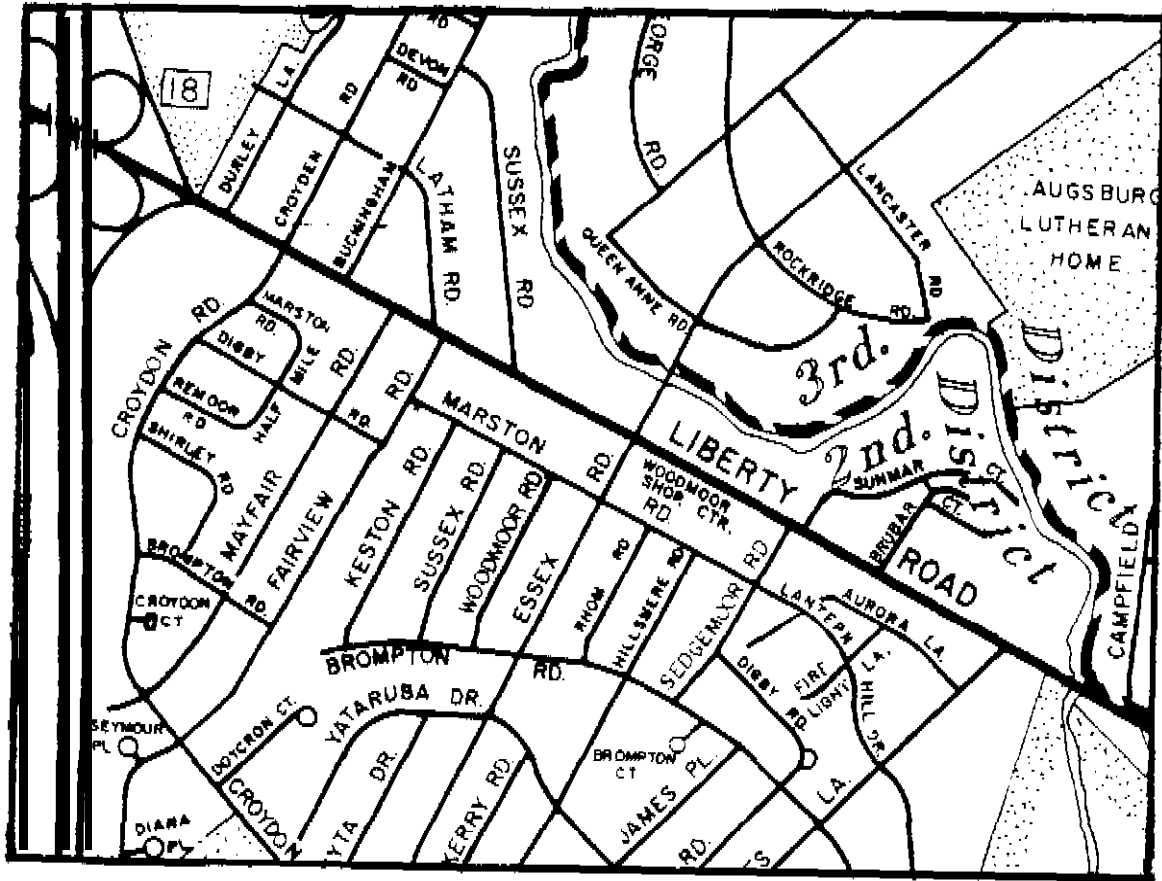 RD
DEVON
RD
18
LA.
RD
DURLEY
CROYDEN
BUCKINGHAM
LATHAM RD.
SUSSEX RD.
ORGE
RD.
LANCASTER
RD
QUEEN ANNE RD.
ROCKRIDGE
RD.
AUGSBURG
LUTHERAN
HOME
3rd. District
2nd. District
CROYDON RD.
MARSTON
RD.
DIGBY
RD.
HALF MILE
REMOOR
RD
SHIRLEY RD
MAYFAIR RD.
FAIRVIEW RD.
BROMPTON
RD
CROYDON
CT
MARSTON
RD.
LIBERTY
ROAD
WOODMOOR
SHOP. CTR.
KESTON RD.
SUSSEX RD.
WOODMOOR RD
ESSEX RD.
RHOM RD
HILLSMERE RD
SEDGEMOOR RD
SUNMAR
CT.
BRUBAR
CT.
CAMPFIELD
LANTERN
HILL DR.
AURORA LA.
FIRE
LIGHT LA.
DIGBY
RD.
BROMPTON
RD.
YATARUBA DR.
DOYCRON CT.
SEYMOUR
PL
CROYDON
DIANA
PL
YTA DR.
KERRY RD
BROMPTON
CT
JAMES PL.
RD.
S LA.